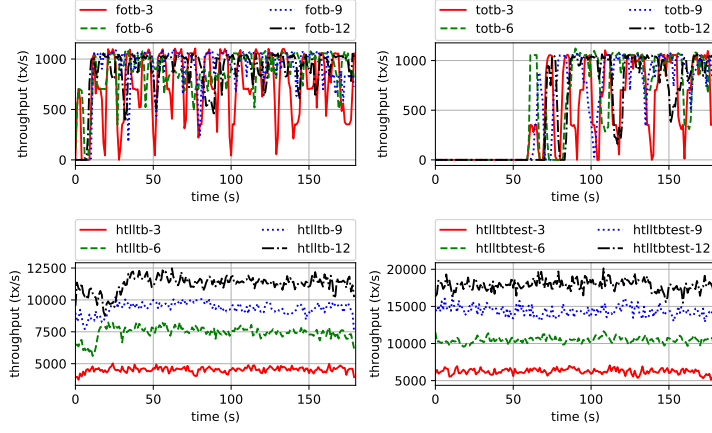 fotb-3 fotb-9
fotb-6 fotb-12
throughput (tx/s)
1000
500
0
0 50 100 150
time (s)
totb-3 totb-9
totb-6 totb-12
throughput (tx/s)
1000
500
0
0 50 100 150
time (s)
htlltb-3 htlltb-9
htlltb-6 htlltb-12
throughput (tx/s)
12500
10000
7500
5000
0 50 100 150
time (s)
htlltbtest-3 htlltbtest-9
htlltbtest-6 htlltbtest-12
throughput (tx/s)
20000
15000
10000
5000
0 50 100 150
time (s)